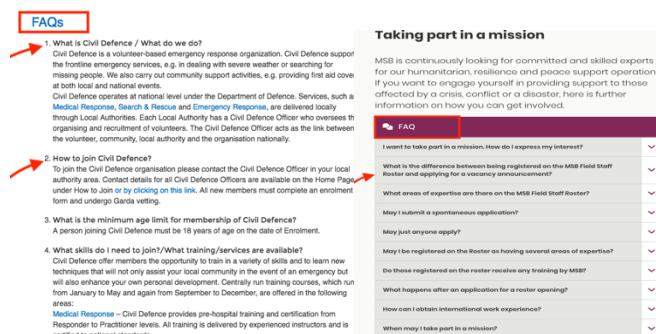 FAQs
1. What is Civil Defence / What do we do?
Civil Defence is a volunteer-based emergency response organization. Civil Defence support
the frontline emergency services, e.g. in dealing with severe weather or searching for
missing people. We also carry out community support activities, e.g. providing first aid cover
at both local and national events.
Civil Defence operates at national level under the Department of Defence. Services, such a
Medical Response, Search & Rescue and Emergency Response, are delivered locally
through Local Authorities. Each Local Authority has a Civil Defence Officer who oversees th
organising and recruitment of volunteers. The Civil Defence Officer acts as the link between
the volunteer, community, local authority and the organisation nationally.
2. How to join Civil Defence?
To join the Civil Defence organisation please contact the Civil Defence Officer in your local
authority area. Contact details for all Civil Defence Officers are available on the Home Page
under How to Join or by clicking on this link. All new members must complete an enrolment
form and undergo Garda vetting.
3. What is the minimum age limit for membership of Civil Defence?
A person joining Civil Defence must be 18 years of age on the date of Enrolment.
4. What skills do I need to join?/What training/services are available?
Civil Defence offer members the opportunity to train in a variety of skills and to learn new
techniques that will not only assist your local community in the event of an emergency but
will also enhance your own personal development. Centrally run training courses, which run
from January to May and again from September to December, are offered in the following
areas:
Medical Response – Civil Defence provides pre-hospital training and certification from
Responder to Practitioner levels. All training is delivered by experienced instructors and is
Taking part in a mission
MSB is continuously looking for committed and skilled experts
for our humanitarian, resilience and peace support operation
If you want to engage yourself in providing support to those
affected by a crisis, conflict or a disaster, here is further
information on how you can get involved.
FAQ
I want to take part in a mission. How do I express my interest?
What is the difference between being registered on the MSB Field Staff
Roster and applying for a vacancy announcement?
What areas of expertise are there on the MSB Field Staff Roster?
May I submit a spontaneous application?
May just anyone apply?
May I be registered on the Roster as having several areas of expertise?
Do those registered on the roster receive any training by MSB?
What happens after an application for a roster opening?
How can I obtain international work experience?
When may I take part in a mission?